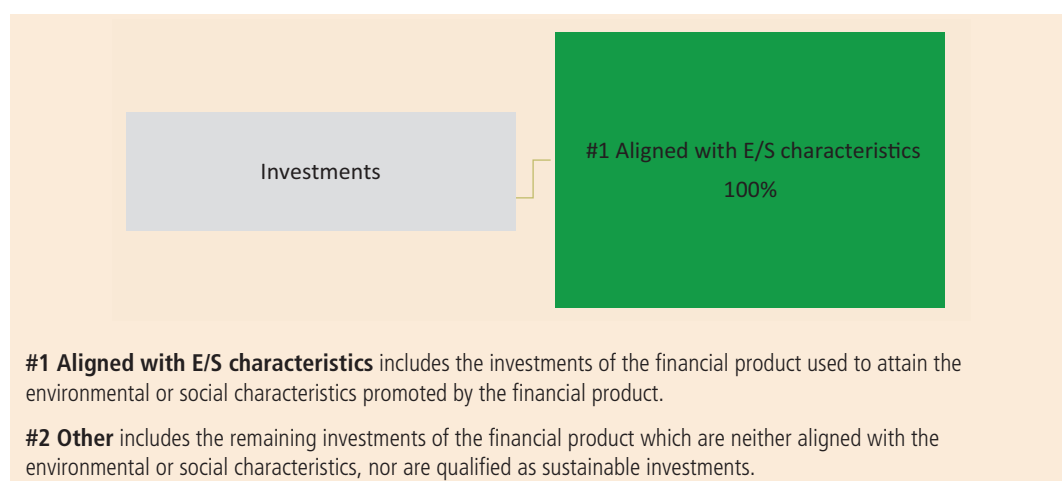 Investments
#1 Aligned with E/S characteristics
100%
#1 Aligned with E/S characteristics includes the investments of the financial product used to attain the
environmental or social characteristics promoted by the financial product.
#2 Other includes the remaining investments of the financial product which are neither aligned with the
environmental or social characteristics, nor are qualified as sustainable investments.